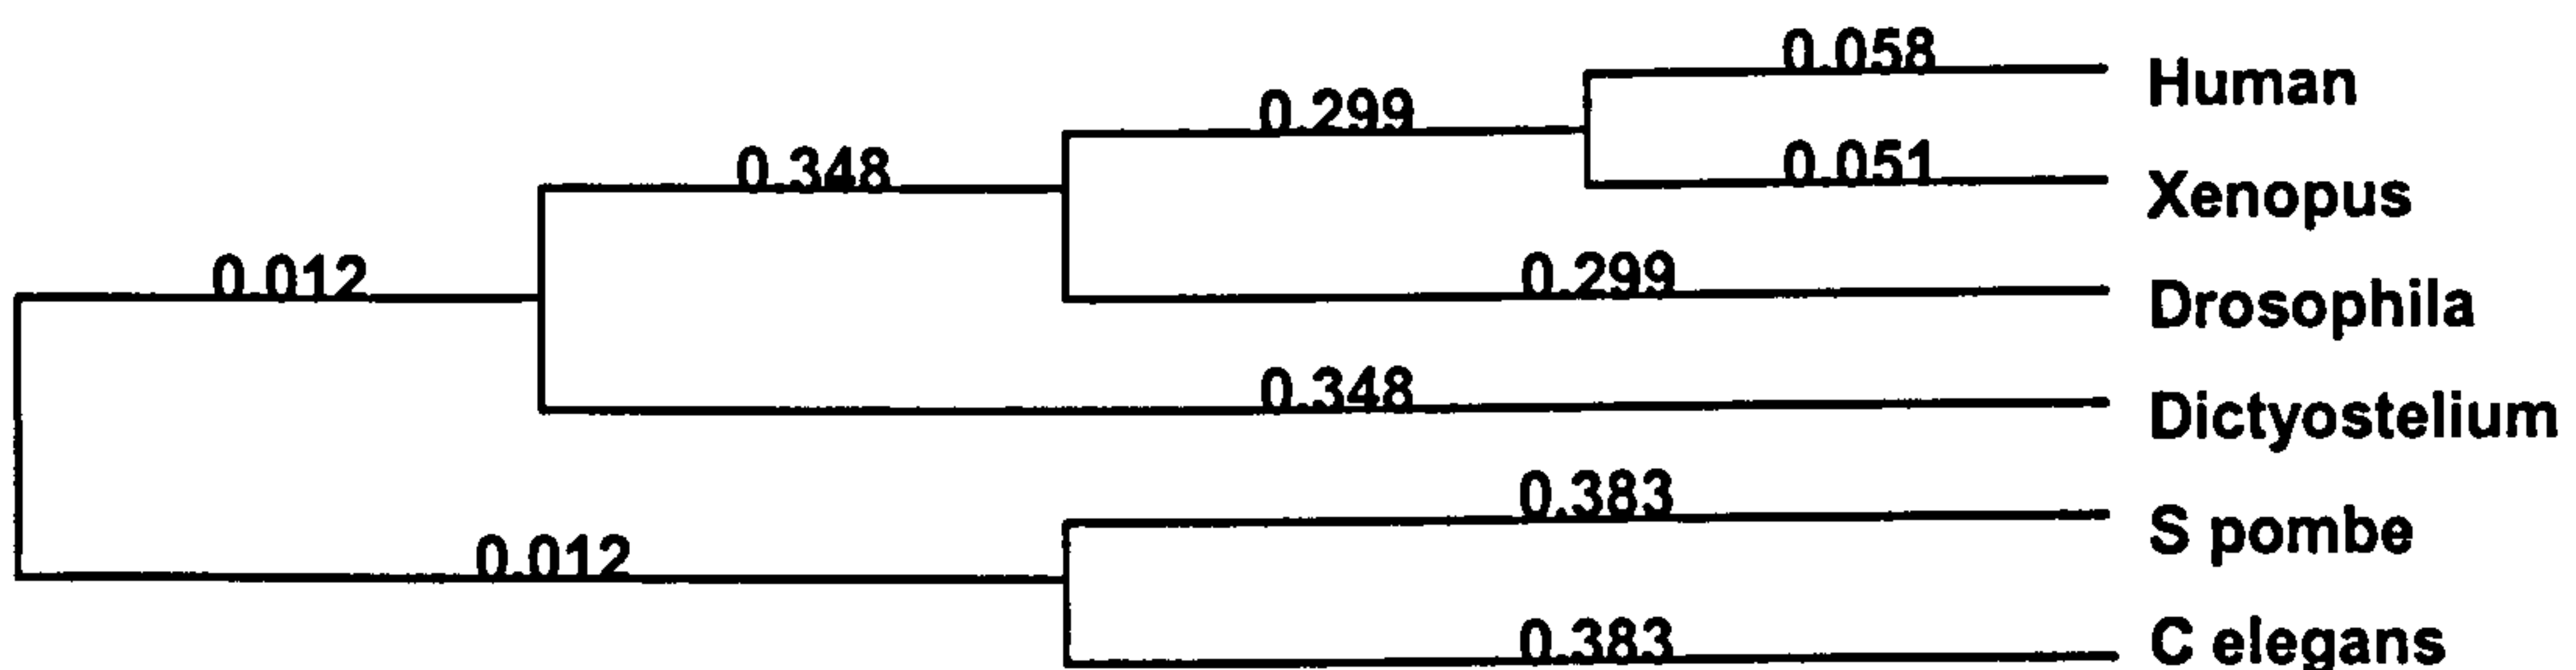 0.058
Human
0.299
0.051
Xenopus
0.348
0.299
Drosophila
0.012
0.348
Dictyostelium
0.383
S pombe
0.012
0.383
C elegans